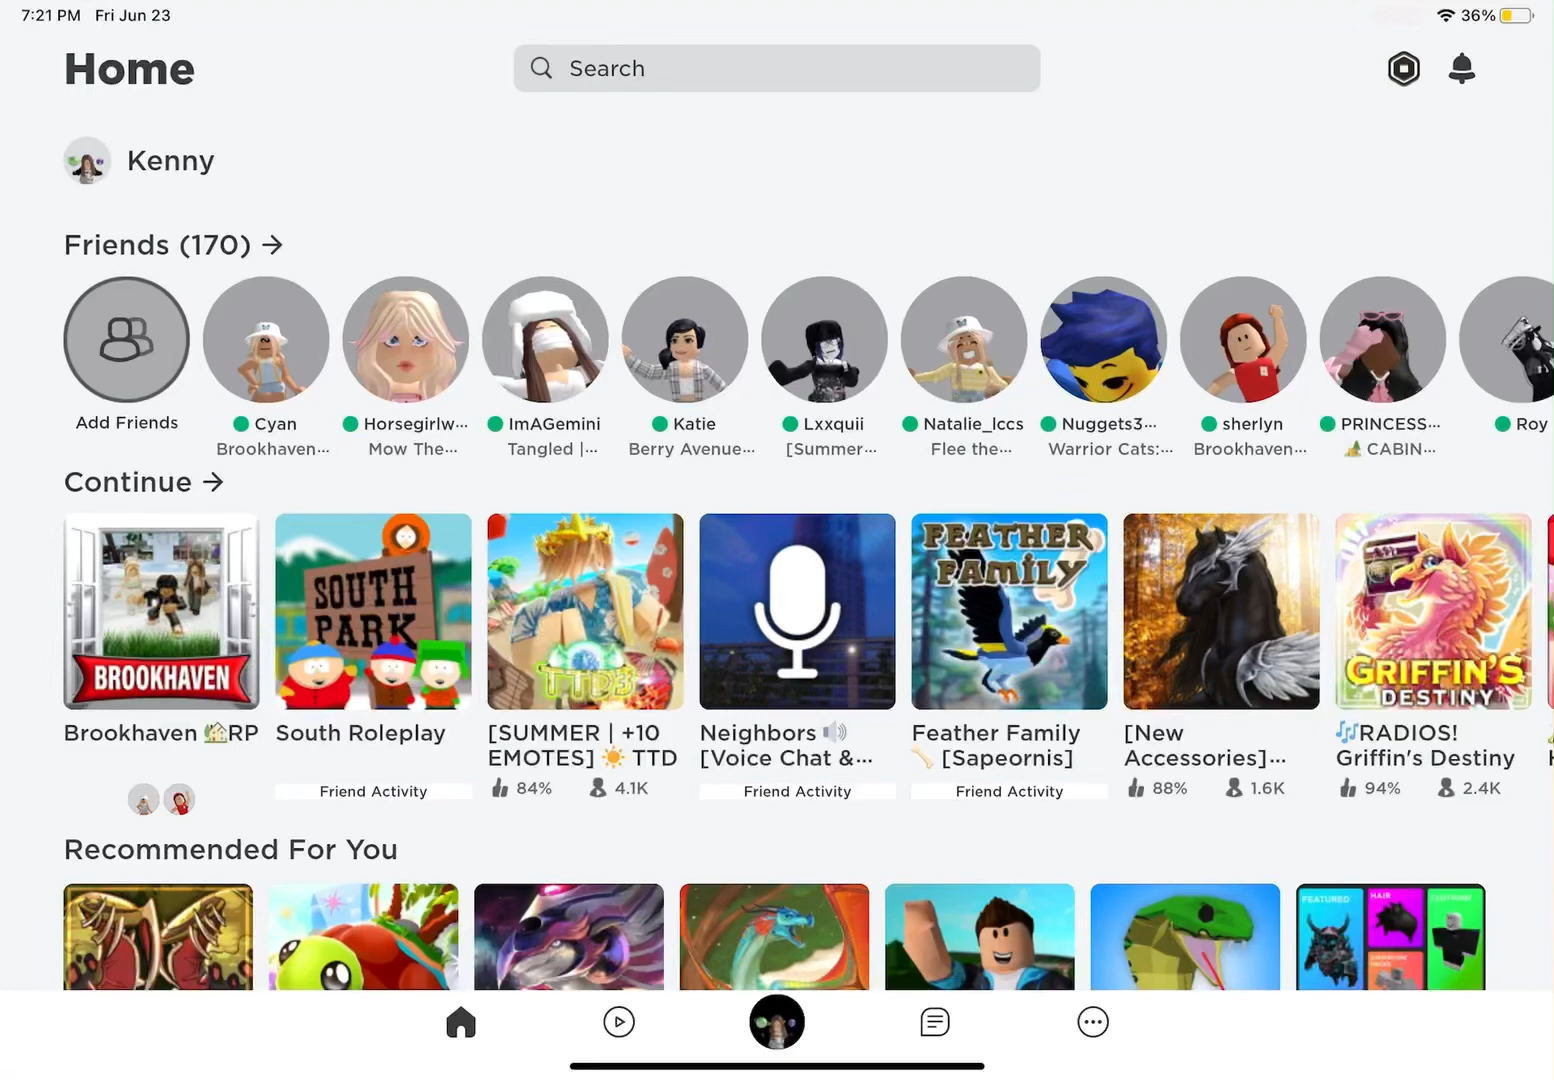 7:21 PM Fri Jun 23
36%
Home
Search
Kenny
Friends (170) →
Add Friends
Cyan
Brookhaven...
Horsegirlw...
Mow The...
ImAGemini
Tangled |...
Katie
Berry Avenue...
Lxxquii
[Summer...
Natalie_lccs
Flee the...
Nuggets3...
Warrior Cats:...
sherlyn
Brookhaven...
PRINCESS...
🏕️ CABIN...
Roy
Continue →
BROOKHAVEN
SOUTH
PARK
TTD3
FEATHER
FAMILY
GRIFFIN'S
DESTINY
Brookhaven 🏡RP
South Roleplay
Friend Activity
[SUMMER | +10
EMOTES] ☀️ TTD
84% 4.1K
Neighbors 🔊
[Voice Chat &...
Friend Activity
Feather Family
🦴 [Sapeornis]
Friend Activity
[New
Accessories]...
88% 1.6K
🎶RADIOS!
Griffin's Destiny
94% 2.4K
Recommended For You
FEATURED
HAIR